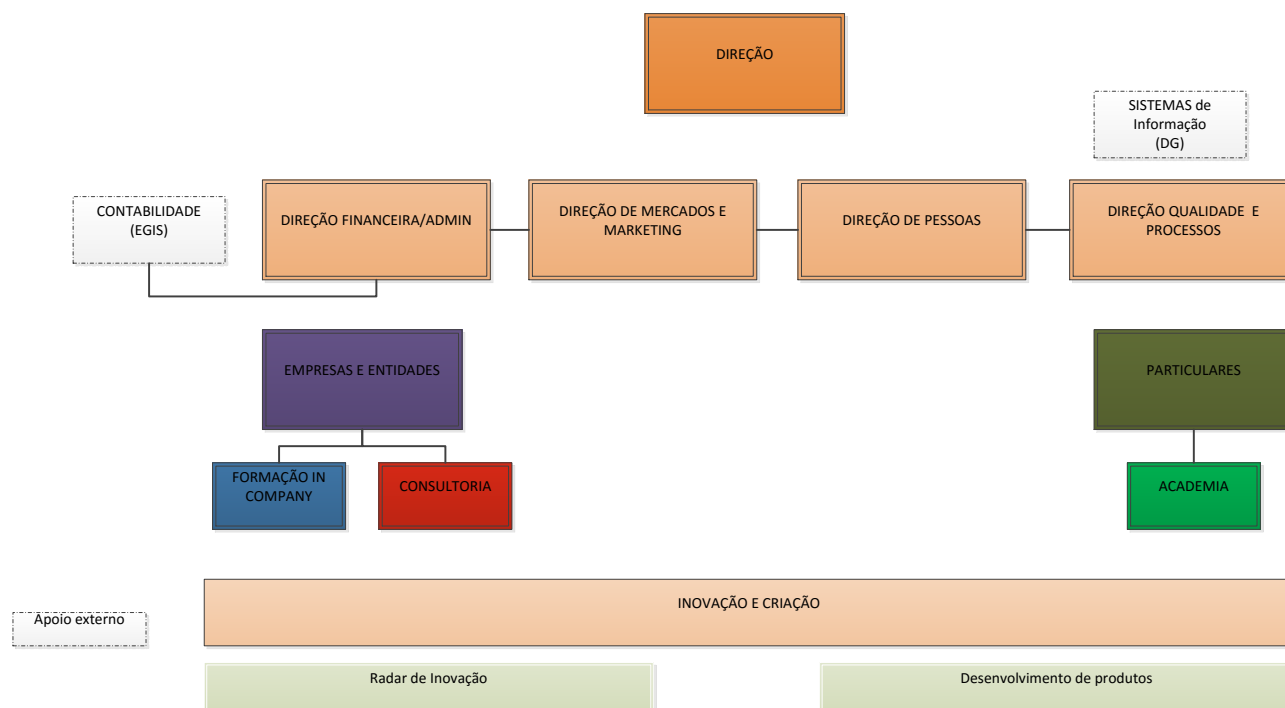 DIREÇÃO
SISTEMAS de
Informação
(DG)
CONTABILIDADE
(EGIS)
DIREÇÃO FINANCEIRA/ADMIN
DIREÇÃO DE MERCADOS E
MARKETING
DIREÇÃO DE PESSOAS
DIREÇÃO QUALIDADE E
PROCESSOS
EMPRESAS E ENTIDADES
PARTICULARES
FORMAÇÃO IN
COMPANY
CONSULTORIA
ACADEMIA
INOVAÇÃO E CRIAÇÃO
Apoio externo
Radar de Inovação
Desenvolvimento de produtos